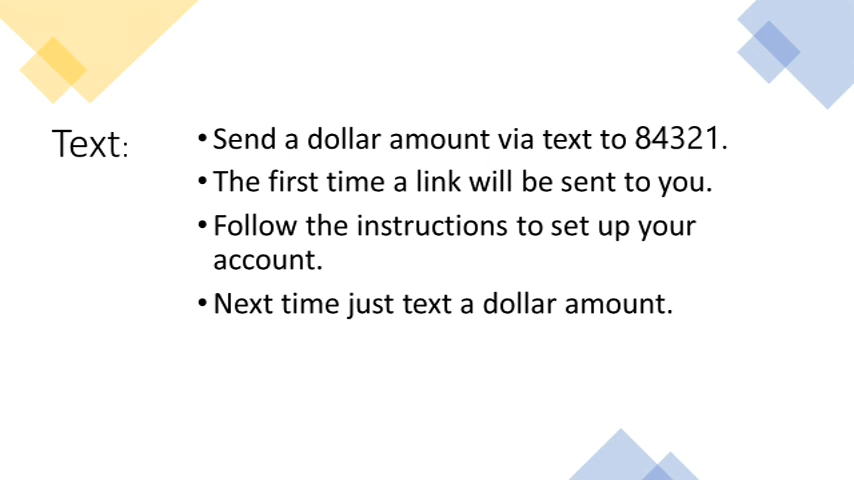 Text:
• Send a dollar amount via text to 84321.
• The first time a link will be sent to you.
• Follow the instructions to set up your
account.
• Next time just text a dollar amount.